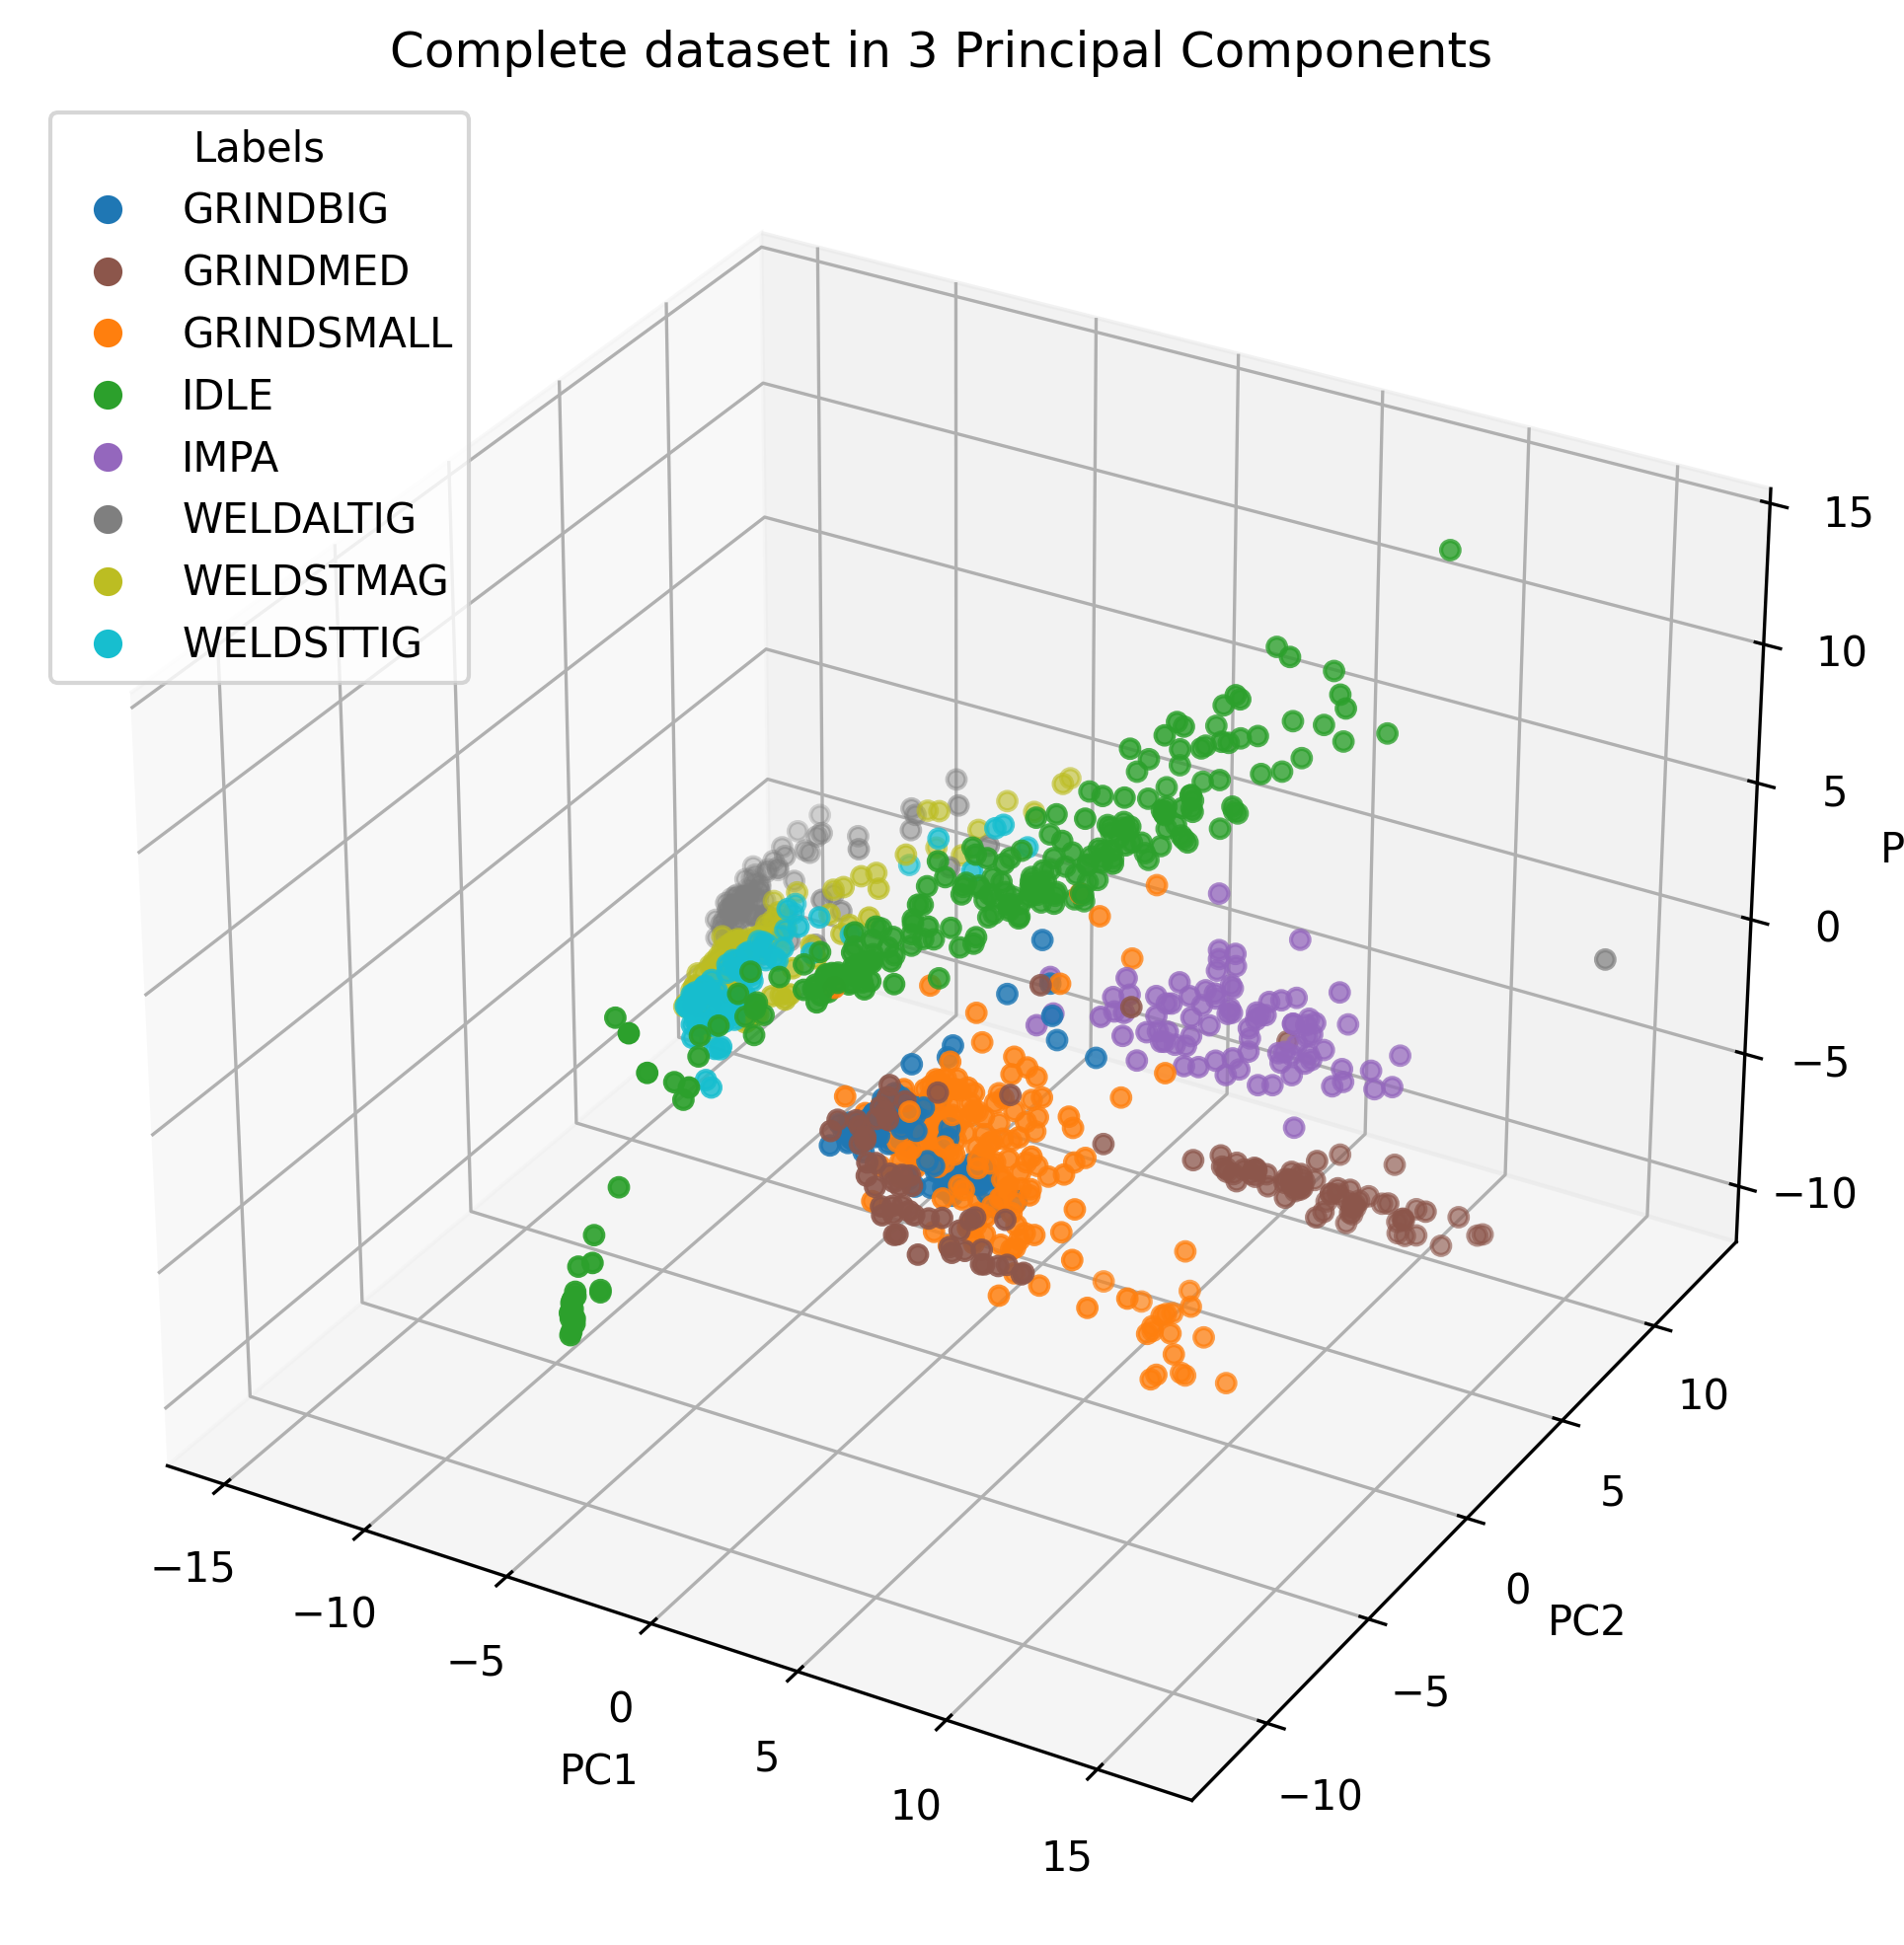 Complete dataset in 3 Principal Components
Labels
GRINDBIG
GRINDMED
GRINDSMALL
IDLE
IMPA
WELDALTIG
WELDSTMAG
WELDSTTIG
15
10
5
P
0
−5
−10
10
5
0
PC2
−5
−10
−15
−10
−5
0
PC1
5
10
15